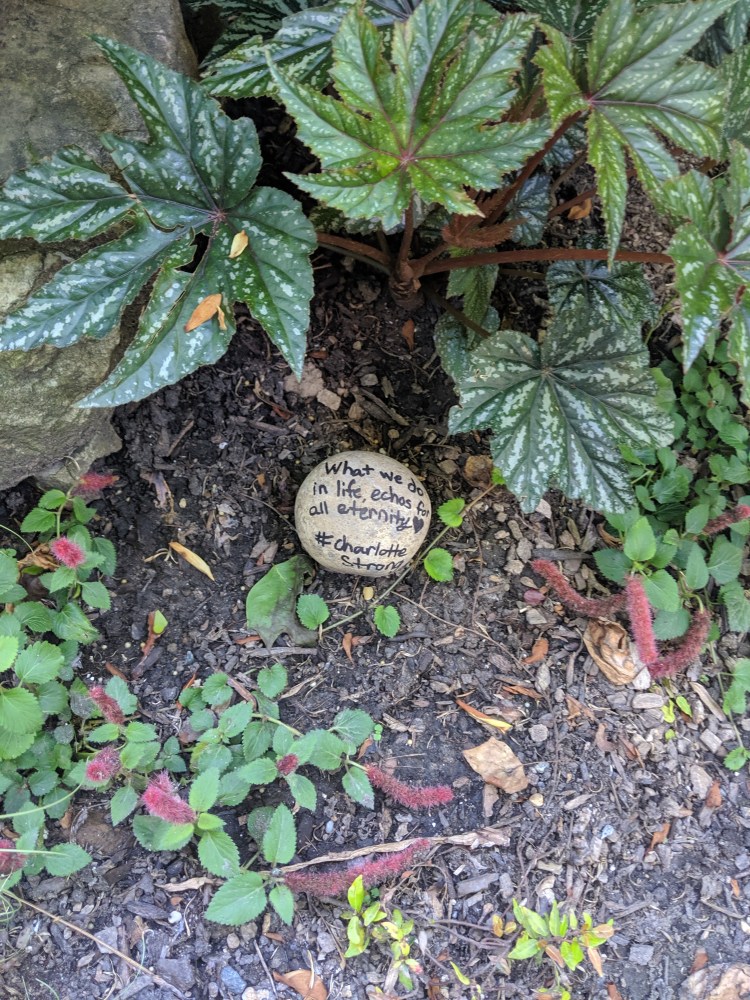 What we do
in life, echos for
all eternity ♥
#Charlotte
Strong